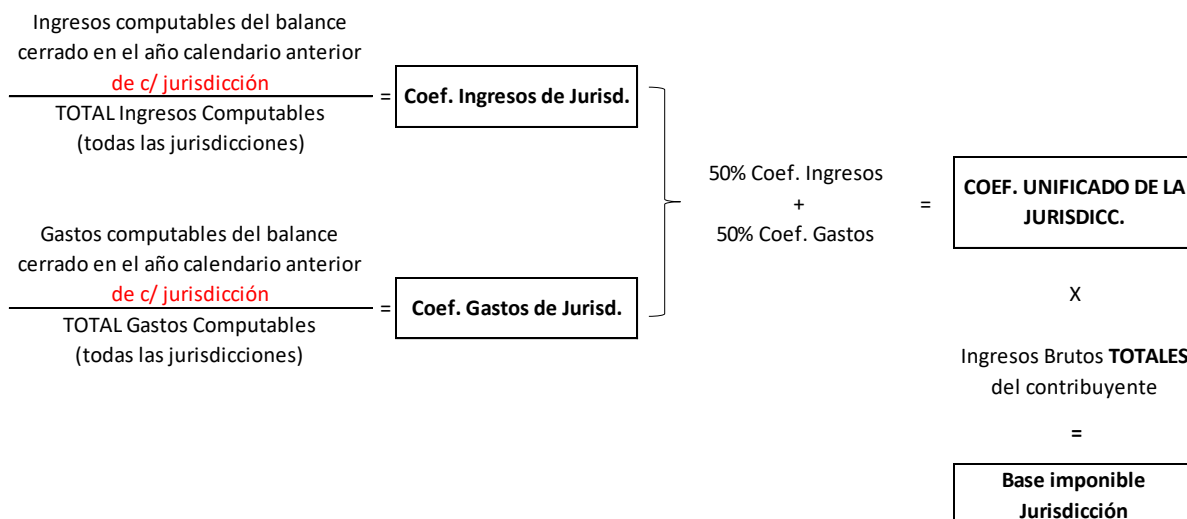 Ingresos computables del balance
cerrado en el año calendario anterior
de c/ jurisdicción
= Coef. Ingresos de Jurisd.
TOTAL Ingresos Computables
(todas las jurisdicciones)
50% Coef. Ingresos
+
50% Coef. Gastos
=
COEF. UNIFICADO DE LA
JURISDICC.
Gastos computables del balance
cerrado en el año calendario anterior
de c/ jurisdicción
= Coef. Gastos de Jurisd.
TOTAL Gastos Computables
(todas las jurisdicciones)
X
Ingresos Brutos TOTALES
del contribuyente
=
Base imponible
Jurisdicción